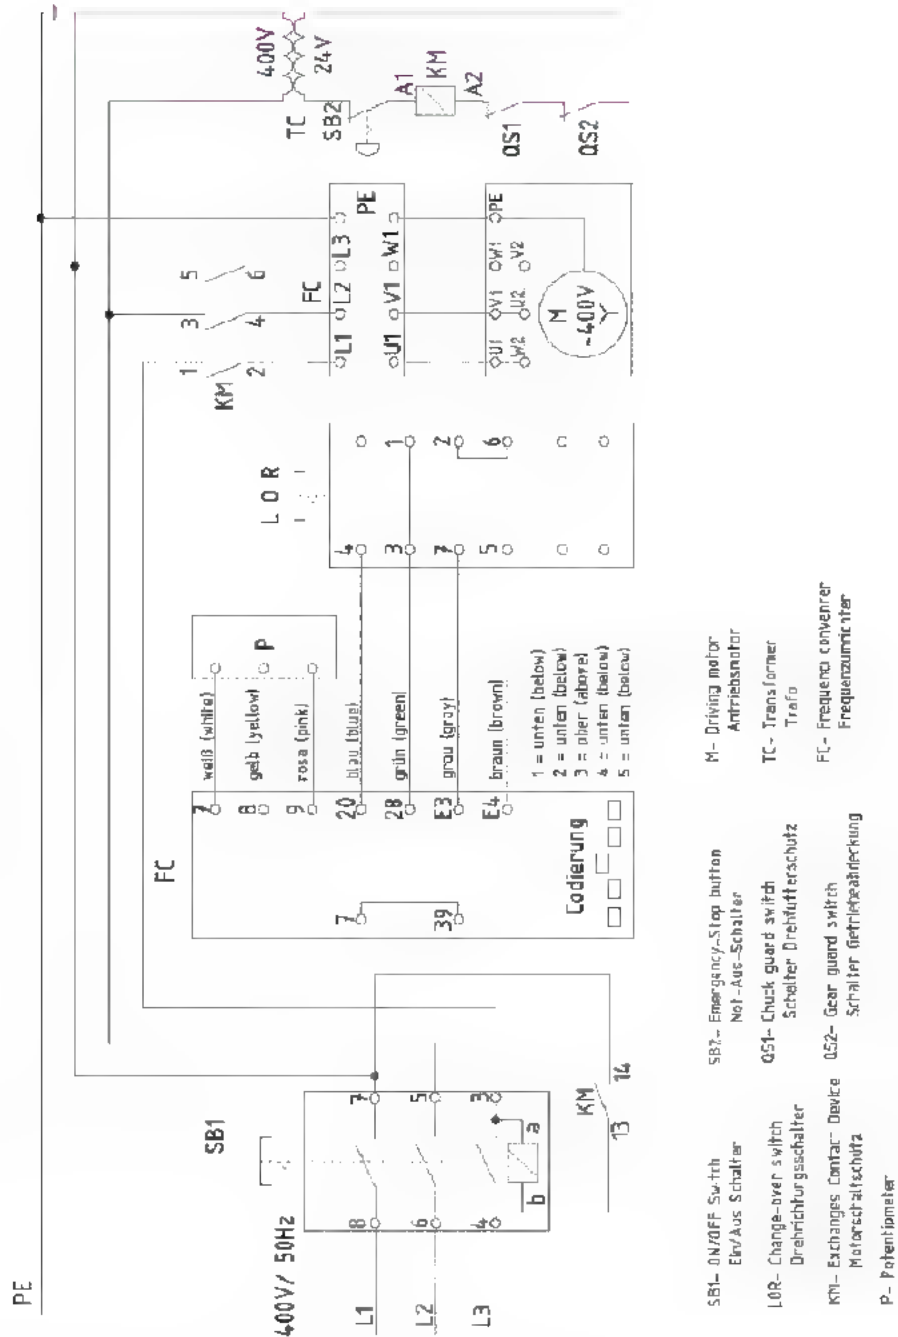 PE
400V/ 50Hz
L1
L2
L3
SB1
8
7
6
5
4
3
b
a
KM
13
14
FC
7
39
Codierung
7
8
9
20
28
E3
E4
weiß (white)
gelb (yellow)
rosa (pink)
blau (blue)
grün (green)
grau (gray)
braun (brown)
1 = unten (below)
2 = unten (below)
3 = ober (above)
4 = unten (below)
5 = unten (below)
P
L O R
4
3
7
5
1
2
6
KM
1
2
3
4
5
6
FC
L1
L2
L3
PE
U1
V1
W1
U1
V1
W1
PE
W2
U2
V2
M
~400V
TC
400V
24V
SB2
A1
KM
A2
QS1
QS2
SB1- ON/OFF Switch
Ein/Aus Schalter
LOR- Change-over switch
Drehrichtungsschalter
KM- Exchanges Contac Device
Motorschaltschutz
P- Potentiometer
SB2- Emergency-Stop button
Not-Aus-Schalter
QS1- Chuck guard switch
Schalter Drehfutterschutz
QS2- Gear guard switch
Schalter Getriebeabdeckung
M- Driving motor
Antriebsmotor
TC- Transformer
Trafo
FC- Frequenci convenrer
Frequenzumrichter